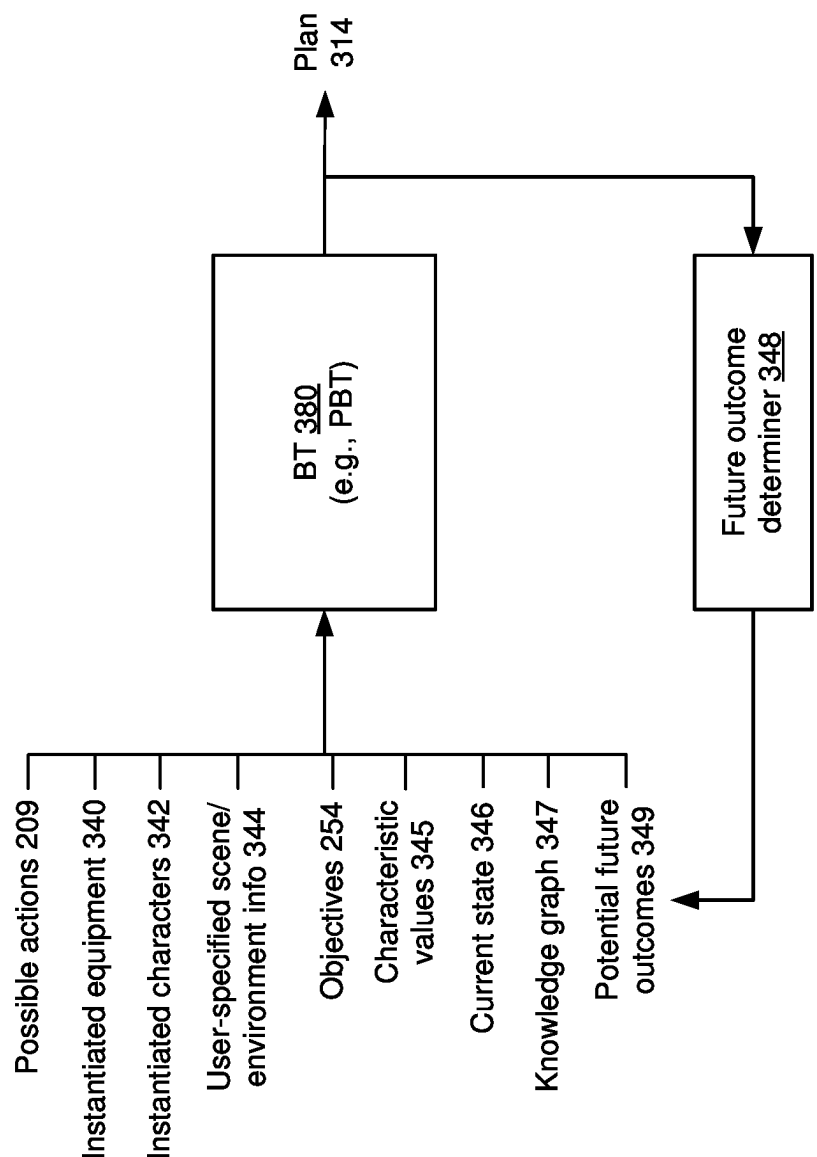 Possible actions 209
Instantiated equipment 340
Instantiated characters 342
User-specified scene/
environment info 344
Objectives 254
Characteristic
values 345
Current state 346
Knowledge graph 347
Potential future
outcomes 349
BT 380
(e.g., PBT)
Plan
314
Future outcome
determiner 348